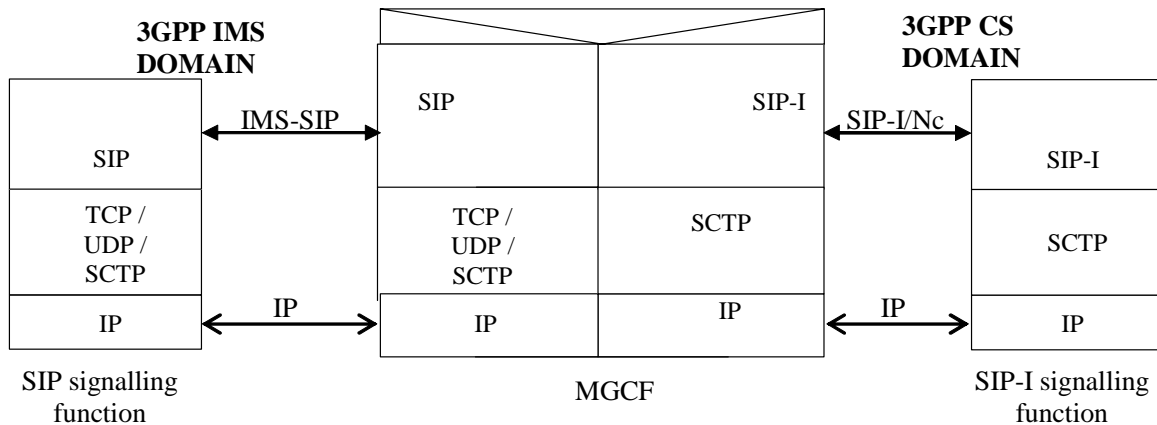 3GPP IMS
DOMAIN
3GPP CS
DOMAIN
SIP
TCP /
UDP /
SCTP
IP
SIP signalling
function
IMS-SIP
IP
SIP
SIP-I
TCP /
UDP /
SCTP
SCTP
IP
IP
MGCF
SIP-I/Nc
IP
SIP-I
SCTP
IP
SIP-I signalling
function